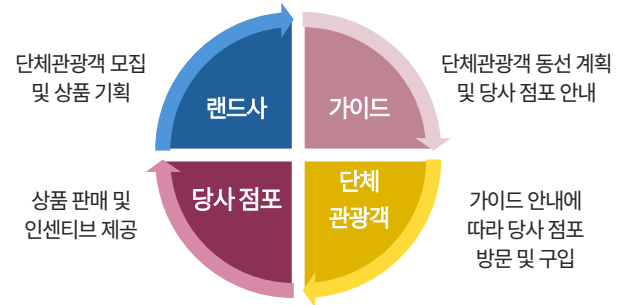 단체관광객 모집
및 상품 기획
랜드사
가이드
단체관광객 동선 계획
및 당사 점포 안내
상품 판매 및
인센티브 제공
당사 점포
단체
관광객
가이드 안내에
따라 당사 점포
방문 및 구입